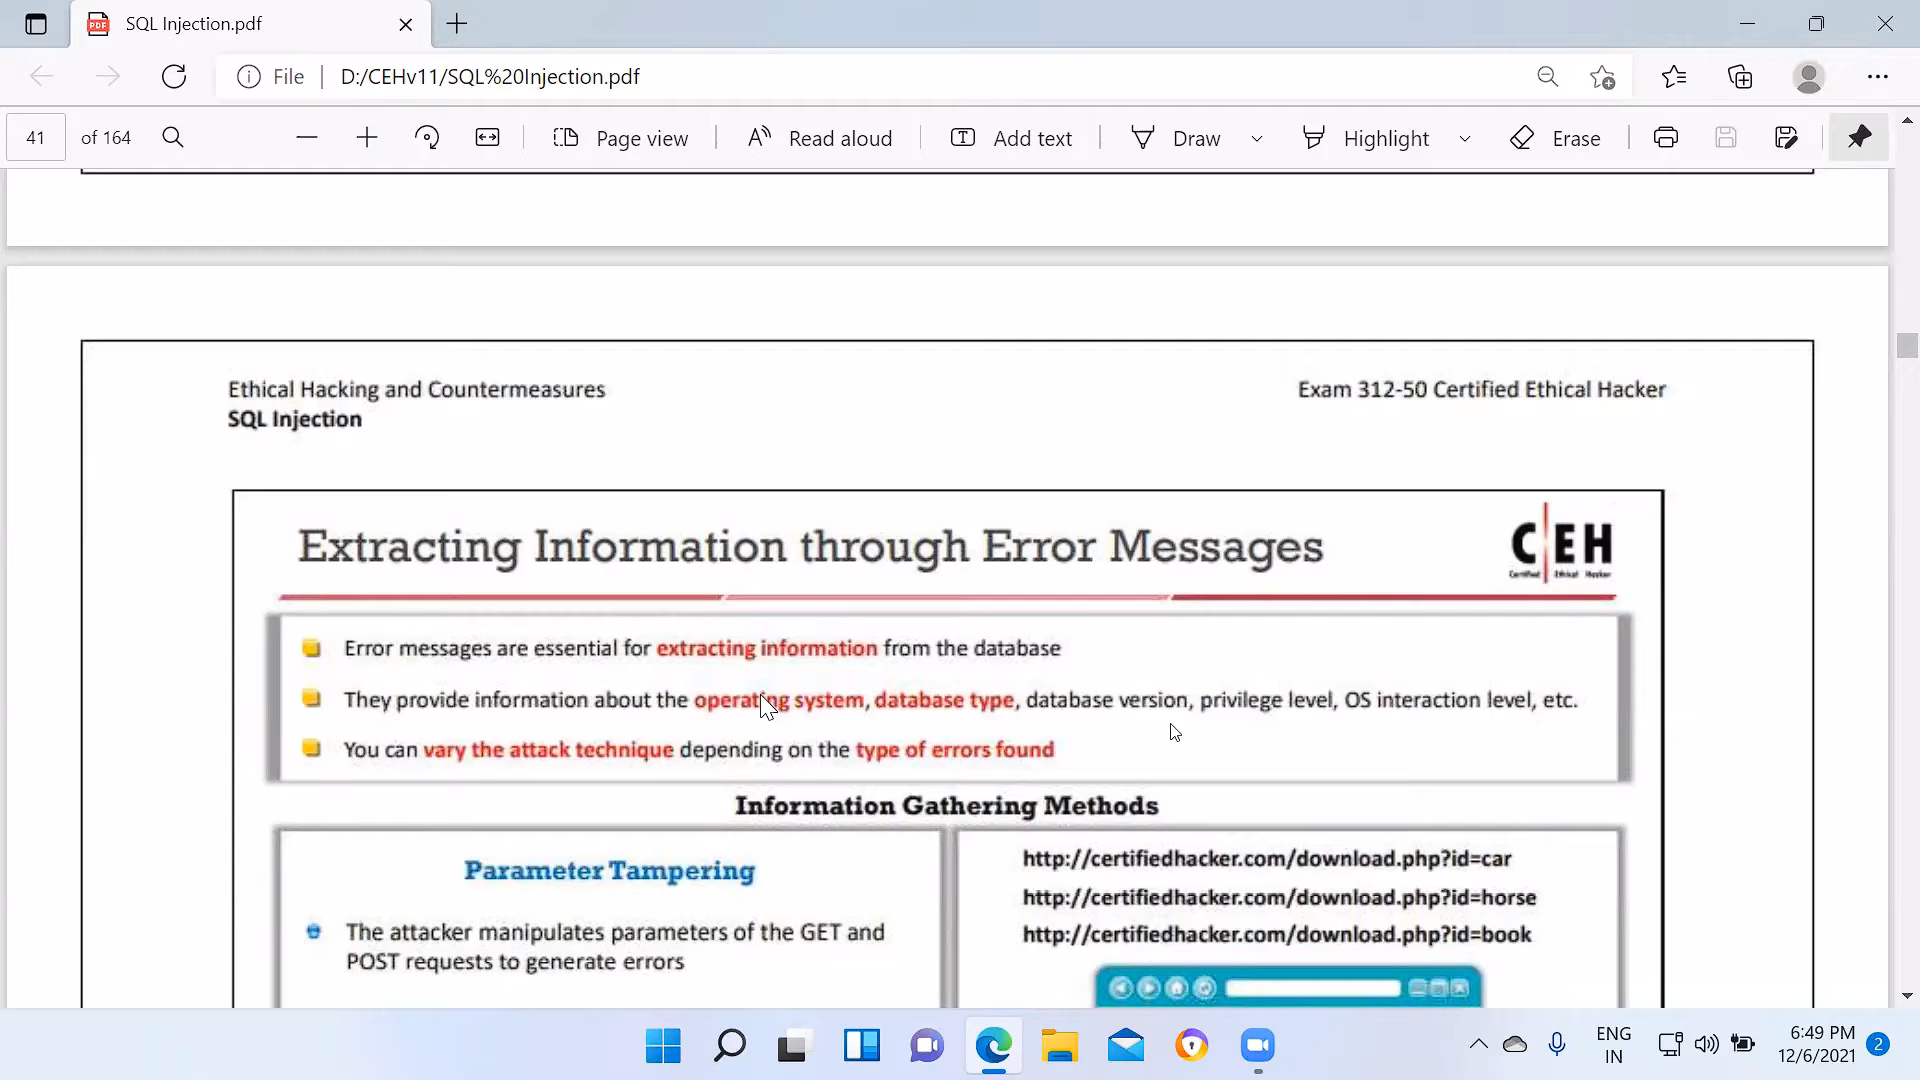 SQL Injection.pdf
File
D:/CEHv11/SQL%20Injection.pdf
41 of 164
Page view
Read aloud
Add text
Draw
Highlight
Erase
Ethical Hacking and Countermeasures
Exam 312-50 Certified Ethical Hacker
SQL Injection
Extracting Information through Error Messages
C|EH
Certified Ethical Hacker
Error messages are essential for extracting information from the database
They provide information about the operating system, database type, database version, privilege level, OS interaction level, etc.
You can vary the attack technique depending on the type of errors found
Information Gathering Methods
Parameter Tampering
The attacker manipulates parameters of the GET and
POST requests to generate errors
http://certifiedhacker.com/download.php?id=car
http://certifiedhacker.com/download.php?id=horse
http://certifiedhacker.com/download.php?id=book
ENG
IN
6:49 PM
12/6/2021
2